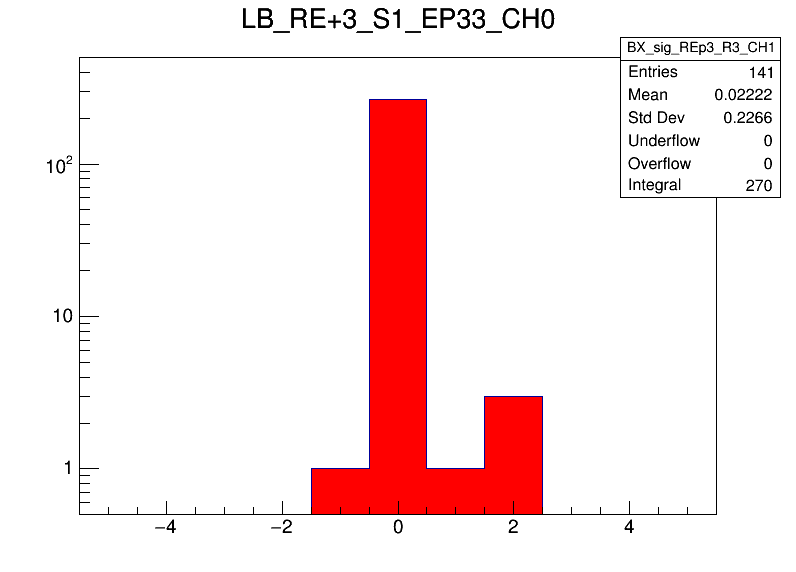 LB_RE+3_S1_EP33_CH0
BX_sig_REp3_R3_CH1
Entries 141
Mean 0.02222
Std Dev 0.2266
Underflow 0
Overflow 0
Integral 270
10²
10
1
−4 −2 0 2 4